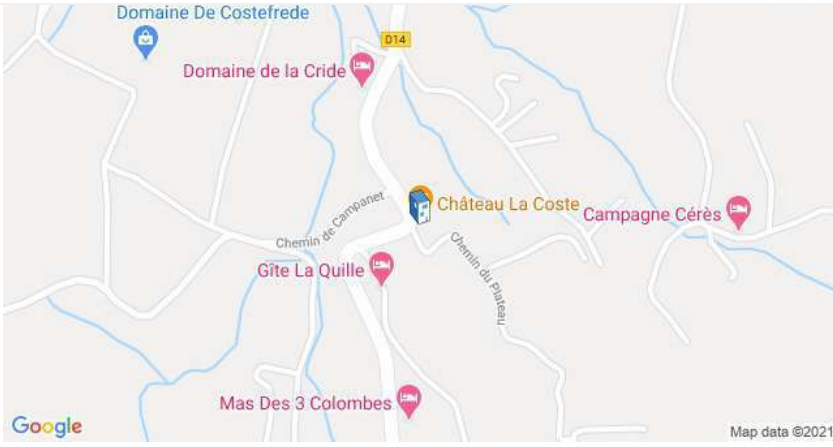 Domaine De Costefrede
D14
Domaine de la Cride
Château La Coste
Campagne Cérès
Chemin de Campanet
Chemin du Plateau
Gîte La Quille
Mas Des 3 Colombes
Google
Map data ©2021